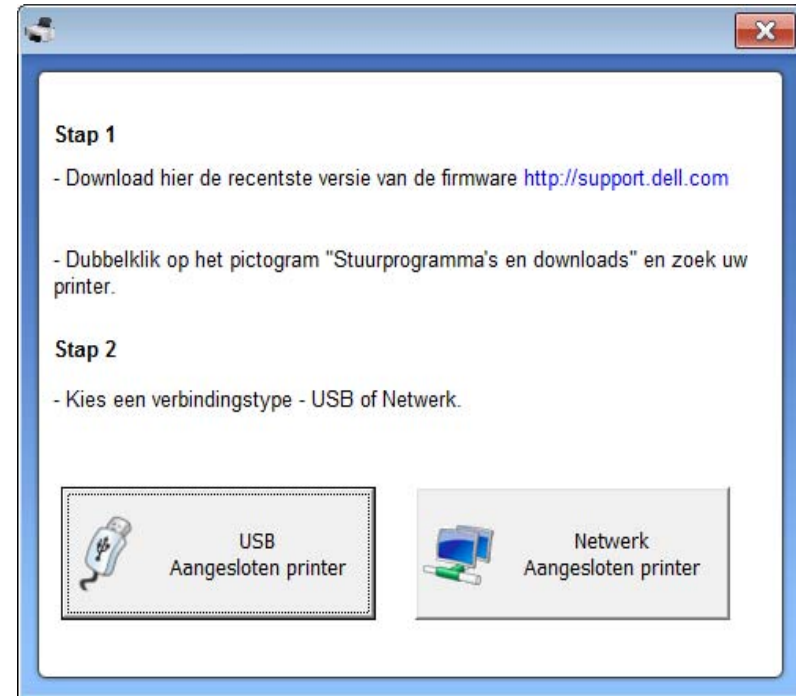 Stap 1
- Download hier de recentste versie van de firmware http://support.dell.com
- Dubbelklik op het pictogram "Stuurprogramma's en downloads" en zoek uw
printer.
Stap 2
- Kies een verbindingstype - USB of Netwerk.
USB
Aangesloten printer
Netwerk
Aangesloten printer